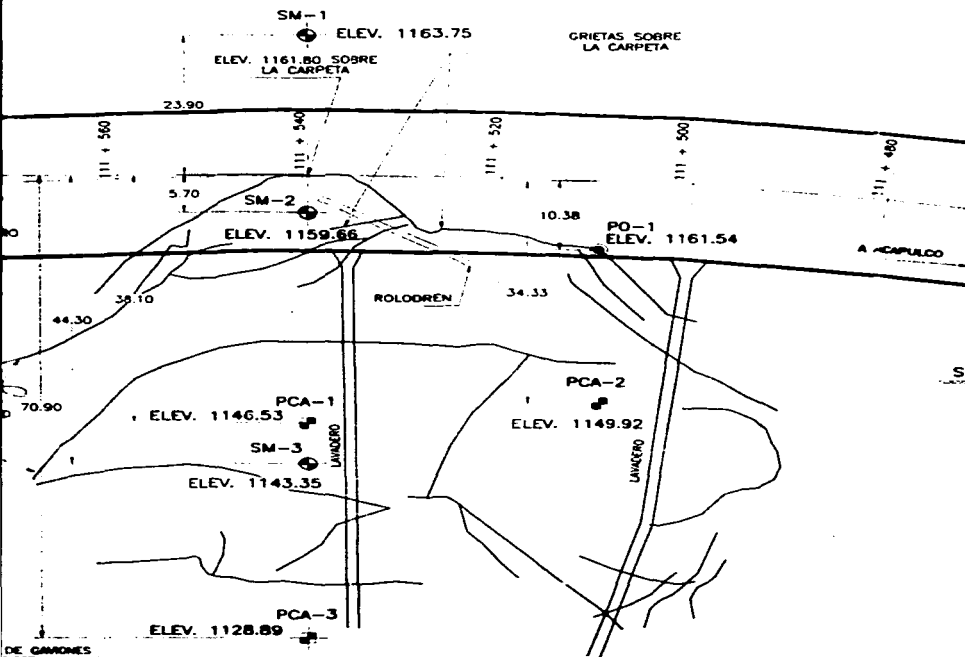 SM-1
ELEV. 1163.75
GRIETAS SOBRE
LA CARPETA
ELEV. 1161.80 SOBRE
LA CARPETA
23.90
111 + 560
111 + 540
111 + 520
111 + 500
111 + 480
5.70
SM-2
ELEV. 1159.66
10.38
PO-1
ELEV. 1161.54
RO
A ACAPULCO
38.10
ROLODREN
34.33
44.30
S
70.90
PCA-1
ELEV. 1146.53
PCA-2
ELEV. 1149.92
SM-3
ELEV. 1143.35
LAVADERO
LAVADERO
PCA-3
ELEV. 1128.89
DE GAVIONES